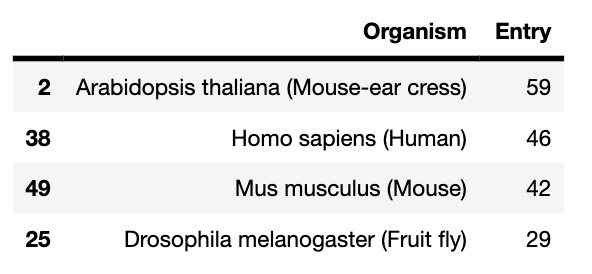 Organism Entry
2 Arabidopsis thaliana (Mouse-ear cress) 59
38 Homo sapiens (Human) 46
49 Mus musculus (Mouse) 42
25 Drosophila melanogaster (Fruit fly) 29